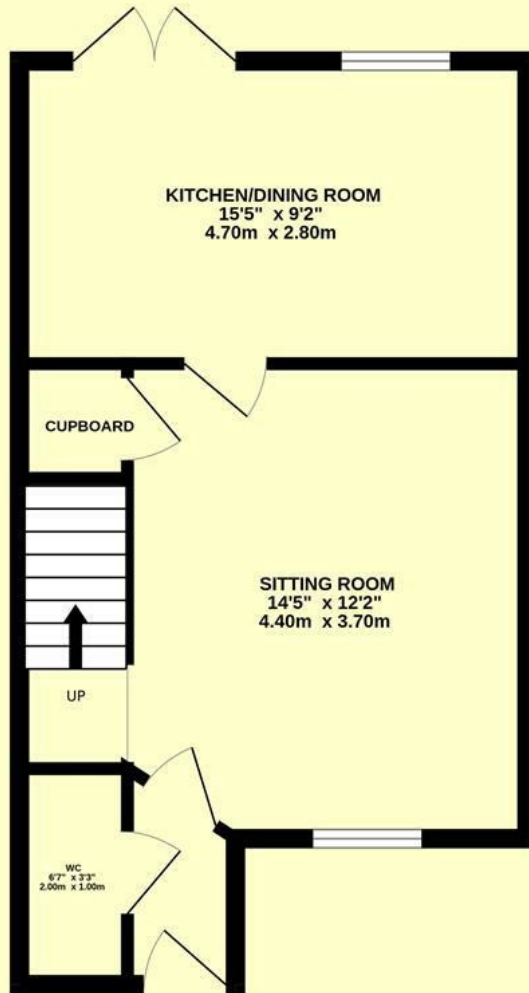 KITCHEN/DINING ROOM
15'5" x 9'2"
4.70m x 2.80m
CUPBOARD
SITTING ROOM
14'5" x 12'2"
4.40m x 3.70m
UP
WC
6'7" x 3'3"
2.00m x 1.00m